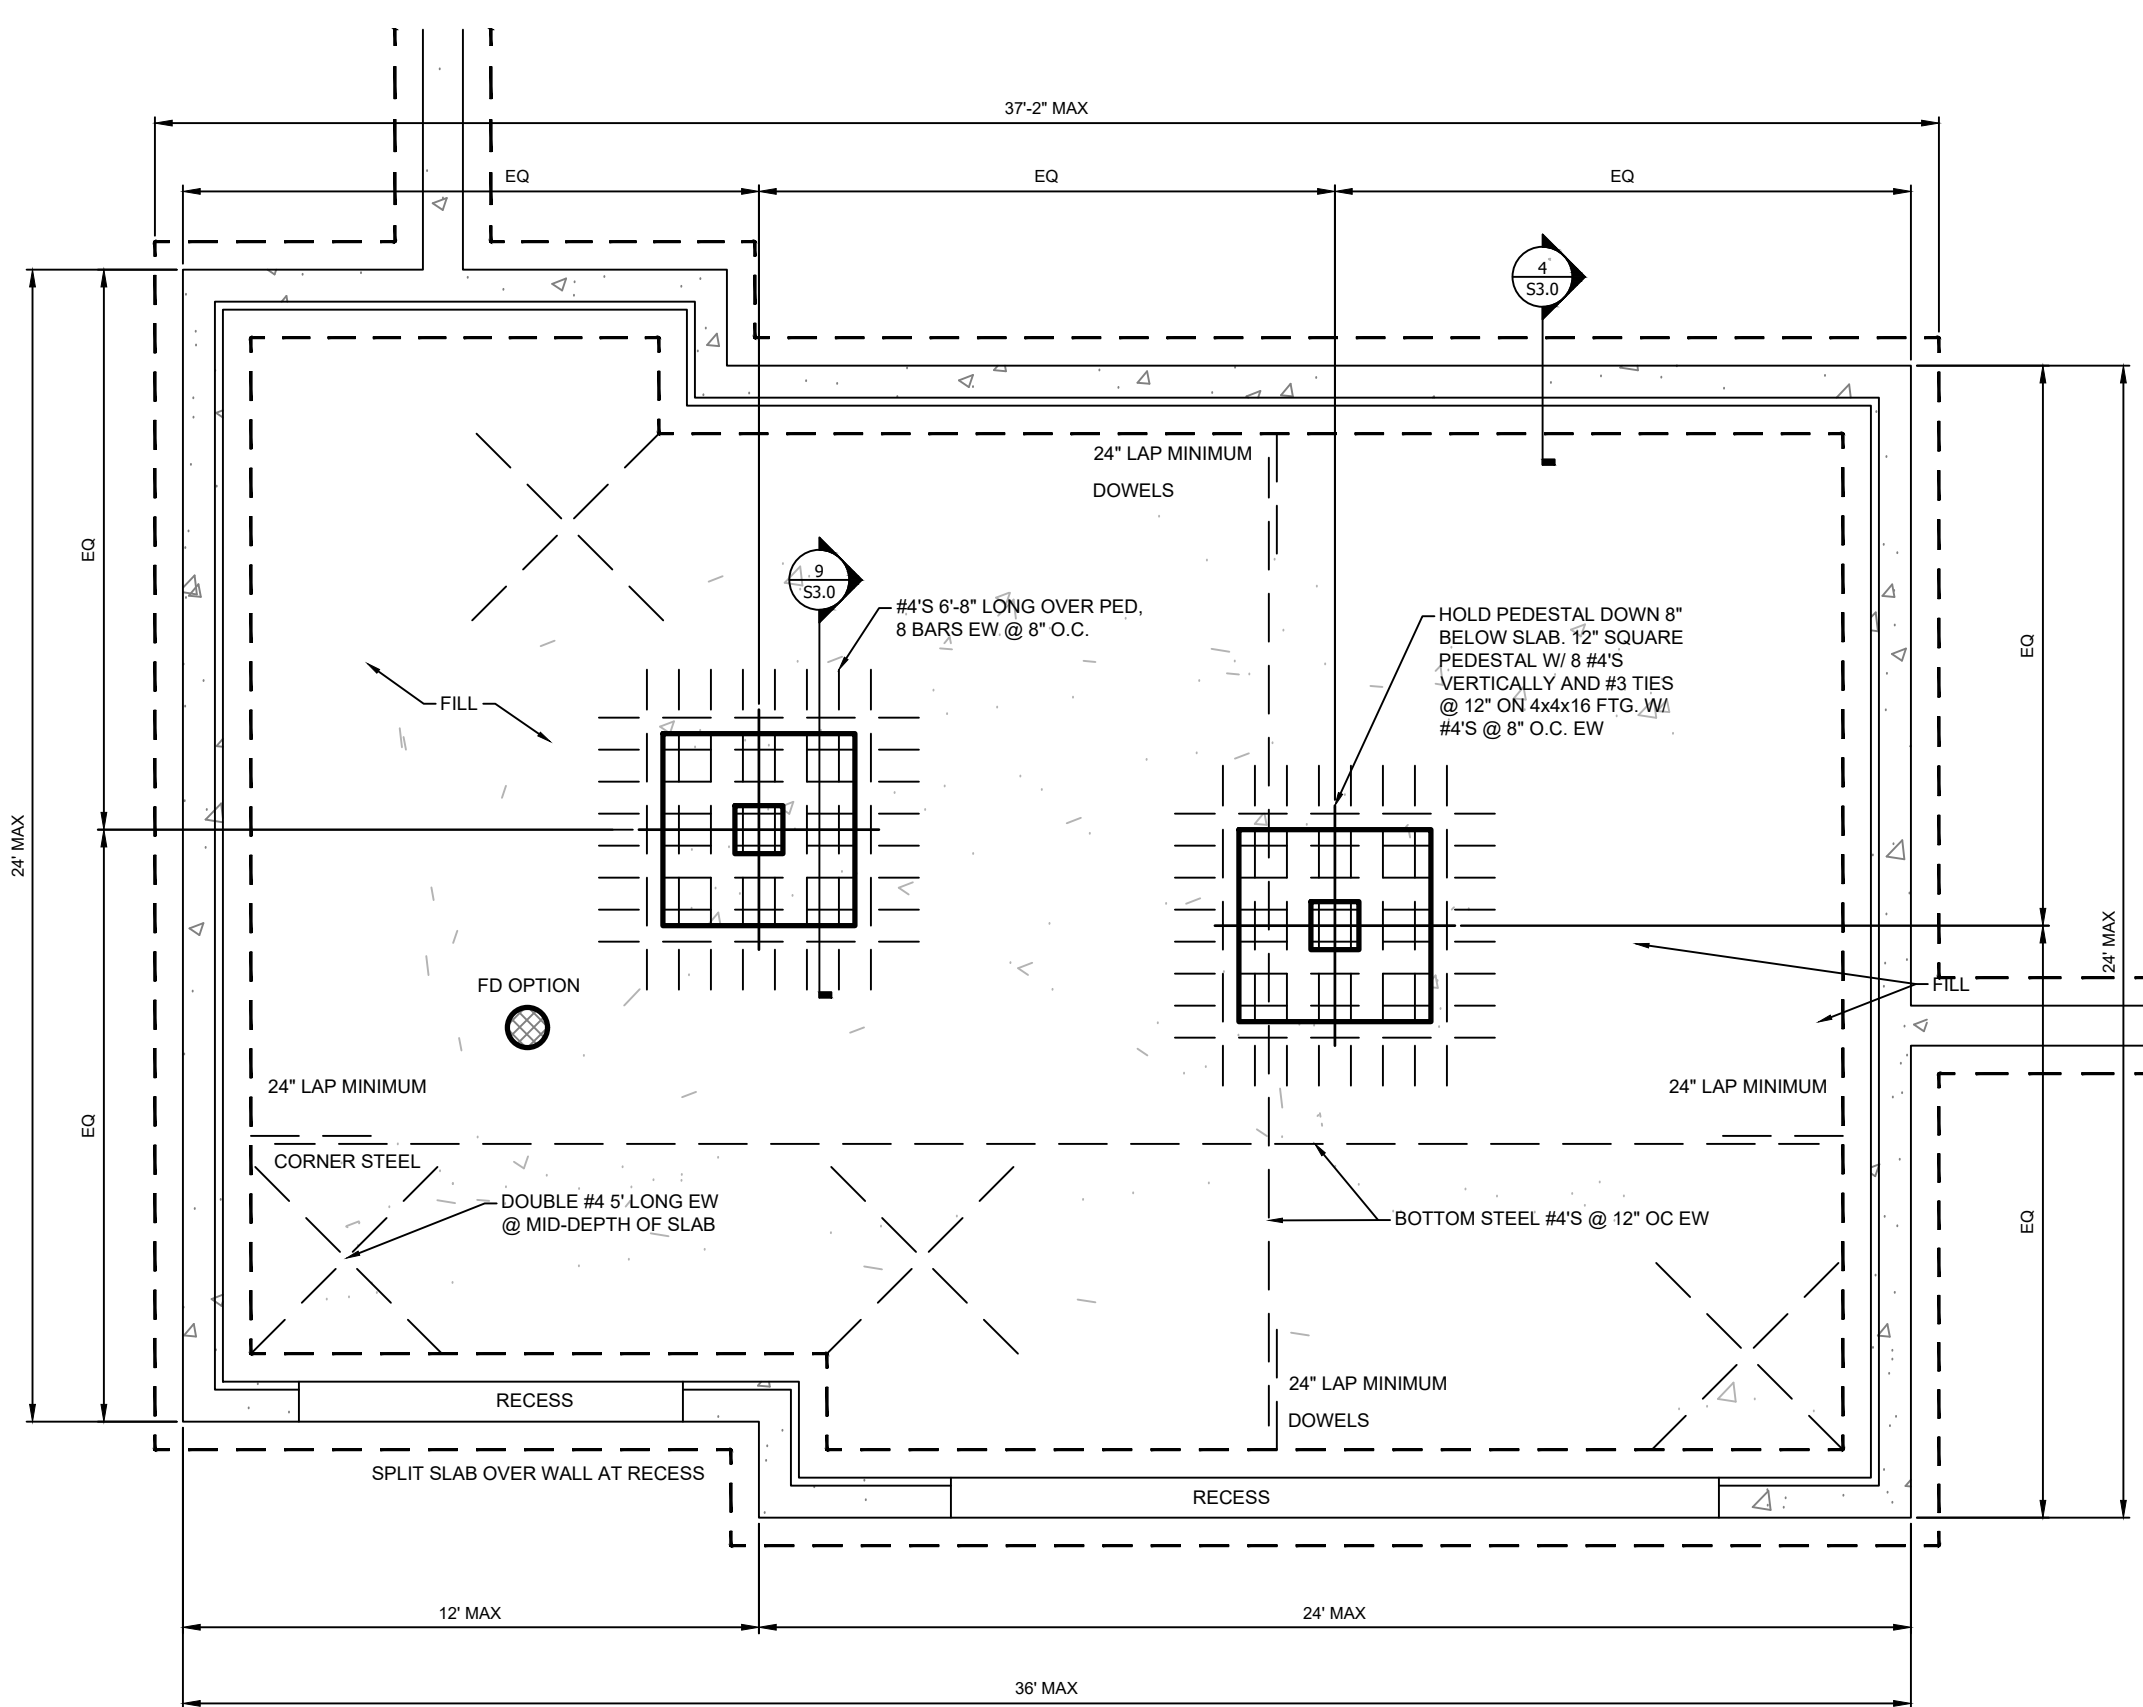 37'-2" MAX
EQ
EQ
EQ
4
S3.0
24" LAP MINIMUM
DOWELS
EQ
9
S3.0
#4'S 6'-8" LONG OVER PED,
8 BARS EW @ 8" O.C.
HOLD PEDESTAL DOWN 8"
BELOW SLAB. 12" SQUARE
PEDESTAL W/ 8 #4'S
VERTICALLY AND #3 TIES
@ 12" ON 4x4x16 FTG. W/
#4'S @ 8" O.C. EW
EQ
FILL
24' MAX
24' MAX
FD OPTION
FILL
24" LAP MINIMUM
24" LAP MINIMUM
EQ
CORNER STEEL
DOUBLE #4 5' LONG EW
@ MID-DEPTH OF SLAB
BOTTOM STEEL #4'S @ 12" OC EW
EQ
24" LAP MINIMUM
DOWELS
RECESS
SPLIT SLAB OVER WALL AT RECESS
RECESS
12' MAX
24' MAX
36' MAX